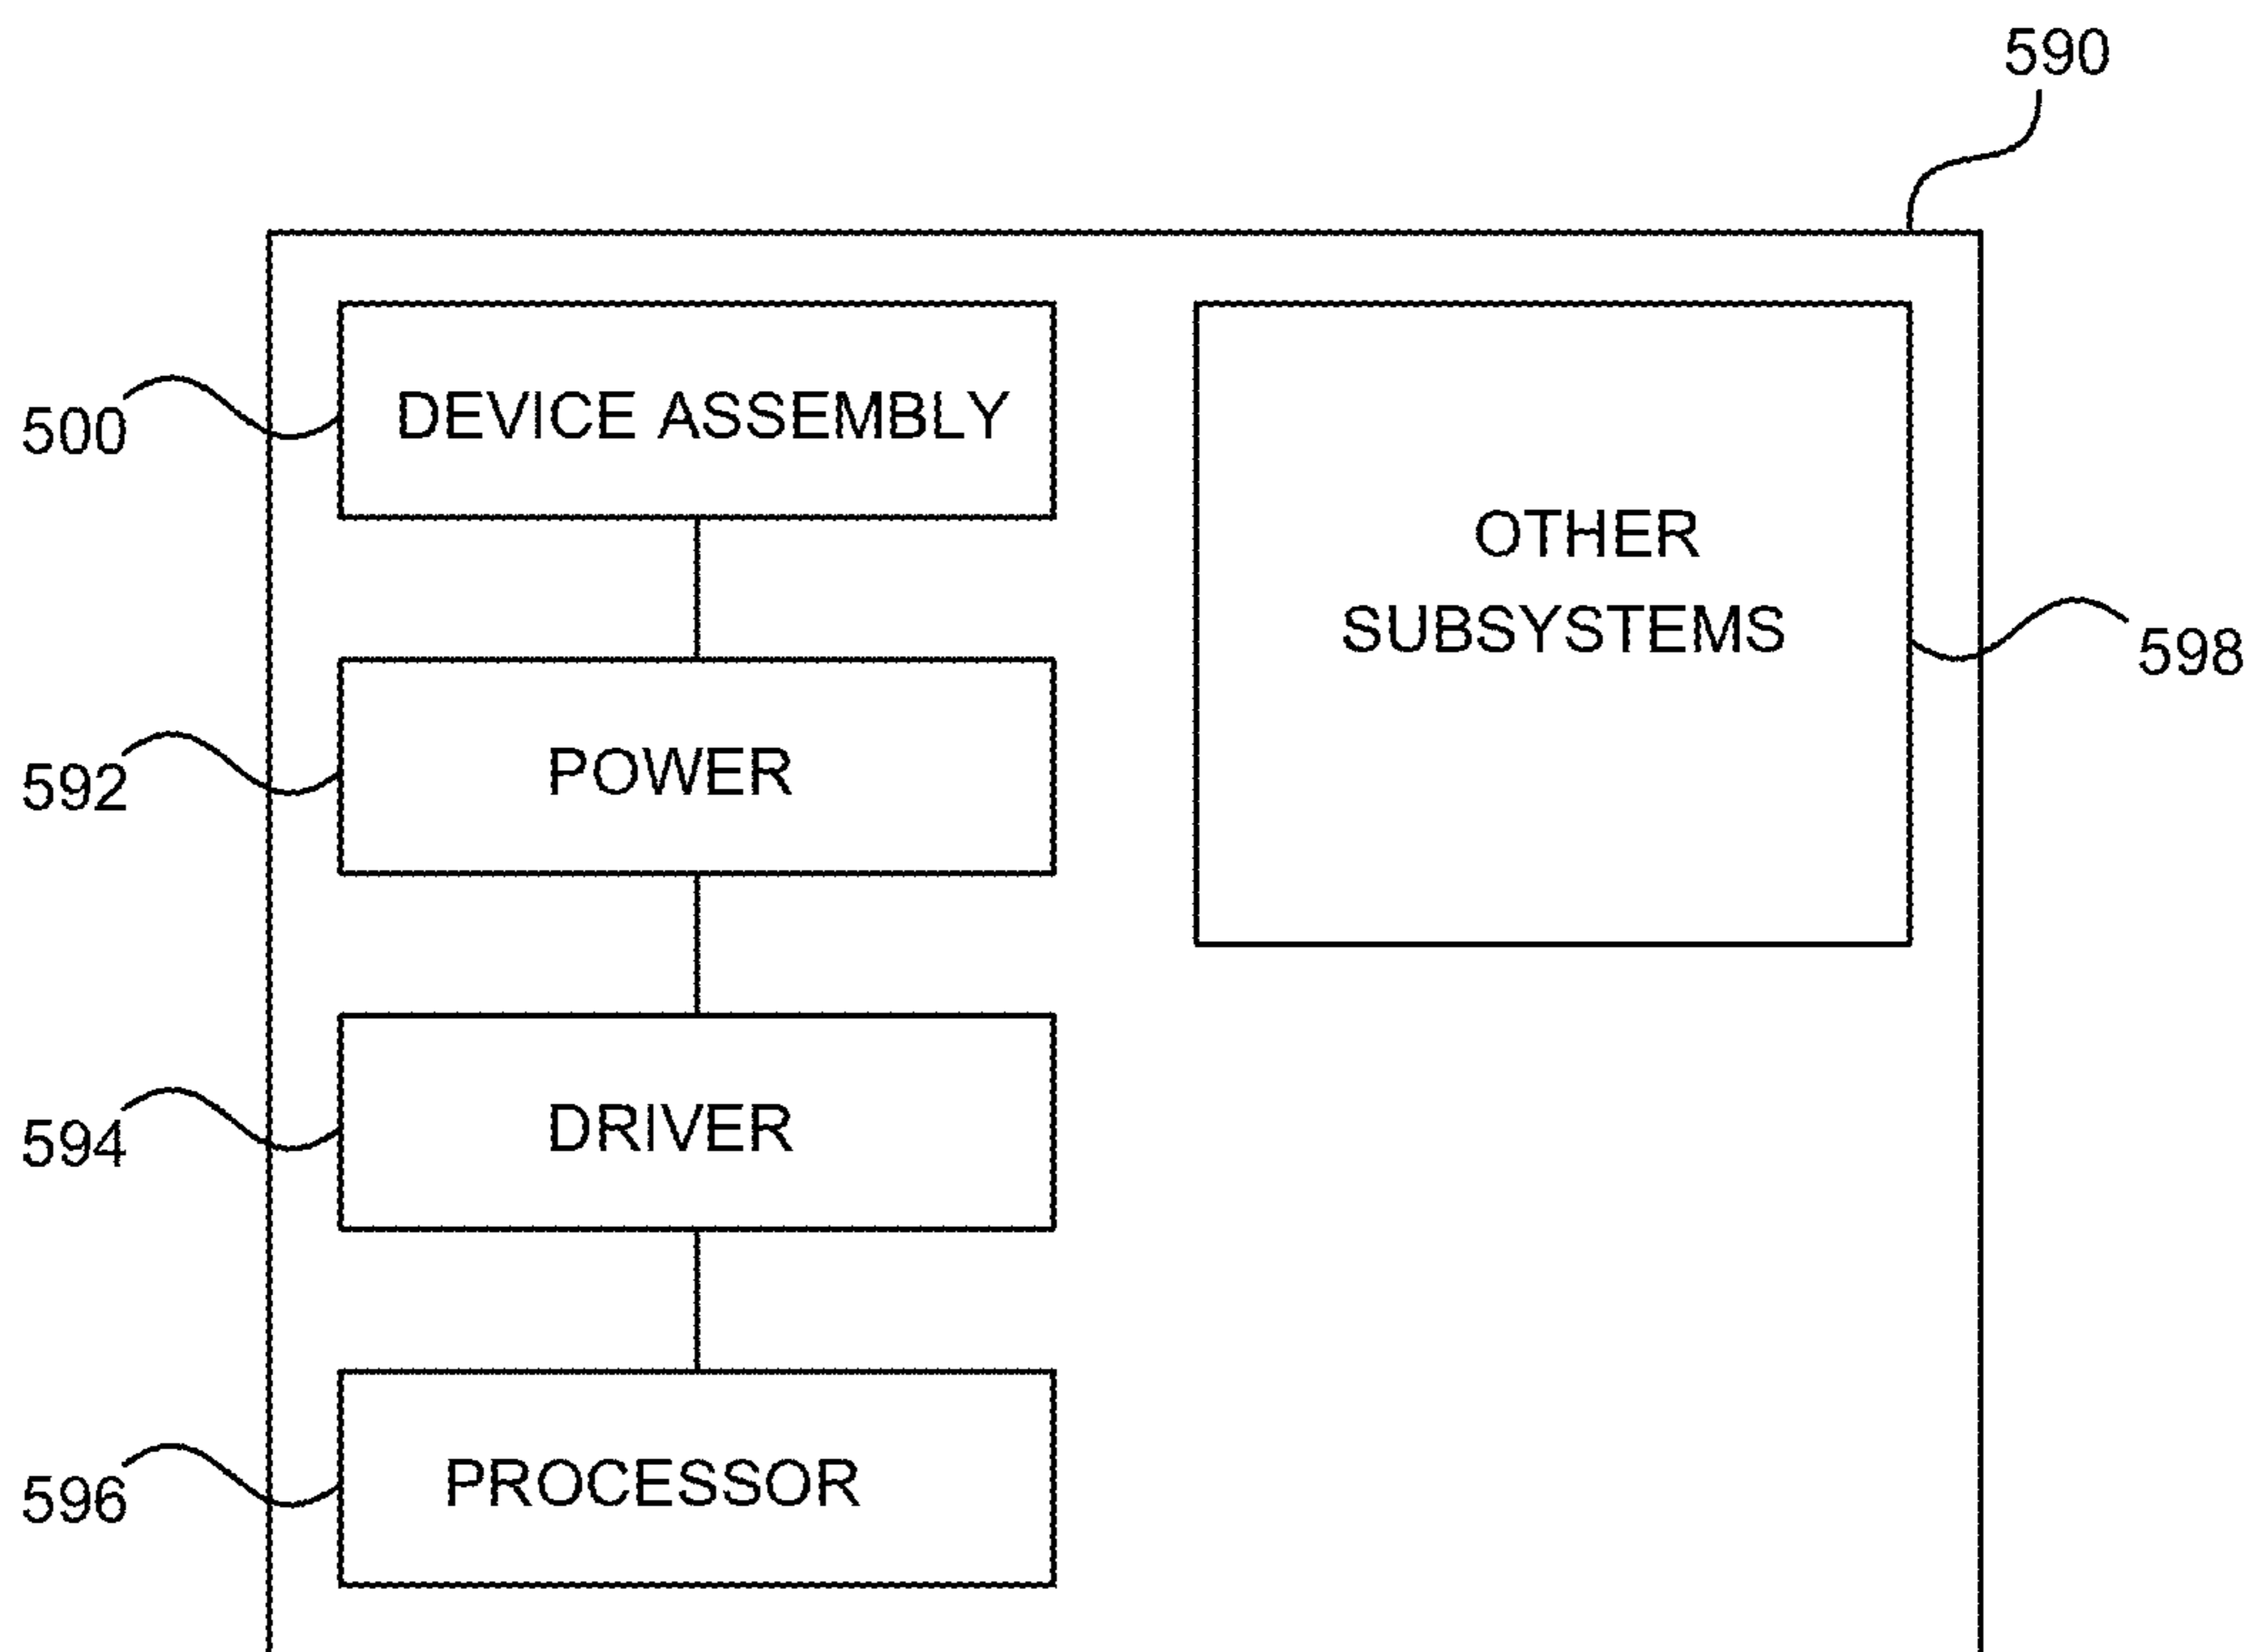 590
500
DEVICE ASSEMBLY
OTHER
SUBSYSTEMS
598
592
POWER
594
DRIVER
596
PROCESSOR